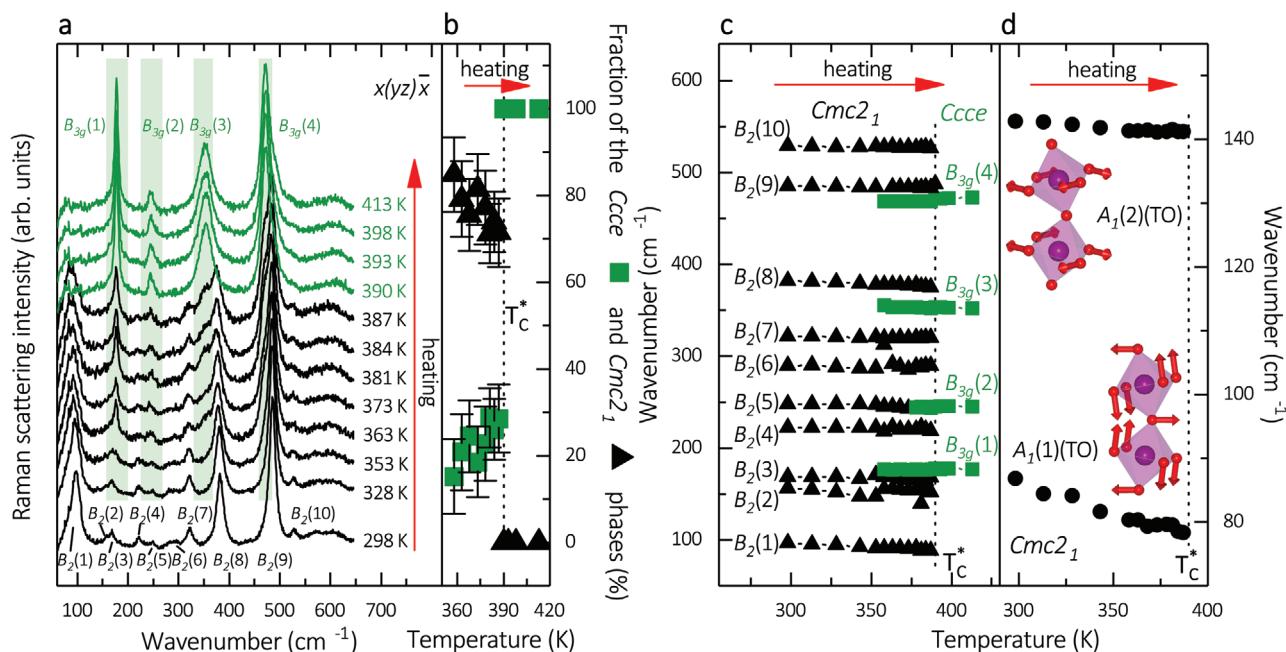 a
x(yz)x̄
B3g(1)
B3g(2)
B3g(3)
B3g(4)
413 K
398 K
393 K
390 K
387 K
384 K
381 K
373 K
363 K
353 K
328 K
298 K
heating
B2(2)
B2(4)
B2(7)
B2(10)
B2(1)
B2(3)
B2(5)
B2(6)
B2(8)
B2(9)
Raman scattering intensity (arb. units)
100 200 300 400 500 600 700
Wavenumber (cm -1)
b
heating
100
80
60
40
20
0
TC*
Fraction of the Ccce and Cmc21 phases (%)
360 390 420
Temperature (K)
c
heating
Cmc21
Ccce
600
500
400
300
200
100
Wavenumber (cm-1)
B2(10)
B2(9)
B2(8)
B2(7)
B2(6)
B2(5)
B2(4)
B2(3)
B2(2)
B2(1)
B3g(4)
B3g(3)
B3g(2)
B3g(1)
TC*
250 300 350 400
d
heating
A1(2)(TO)
A1(1)(TO)
Cmc21
TC*
140
120
100
80
Wavenumber (cm-1)
300 350 400
Temperature (K)